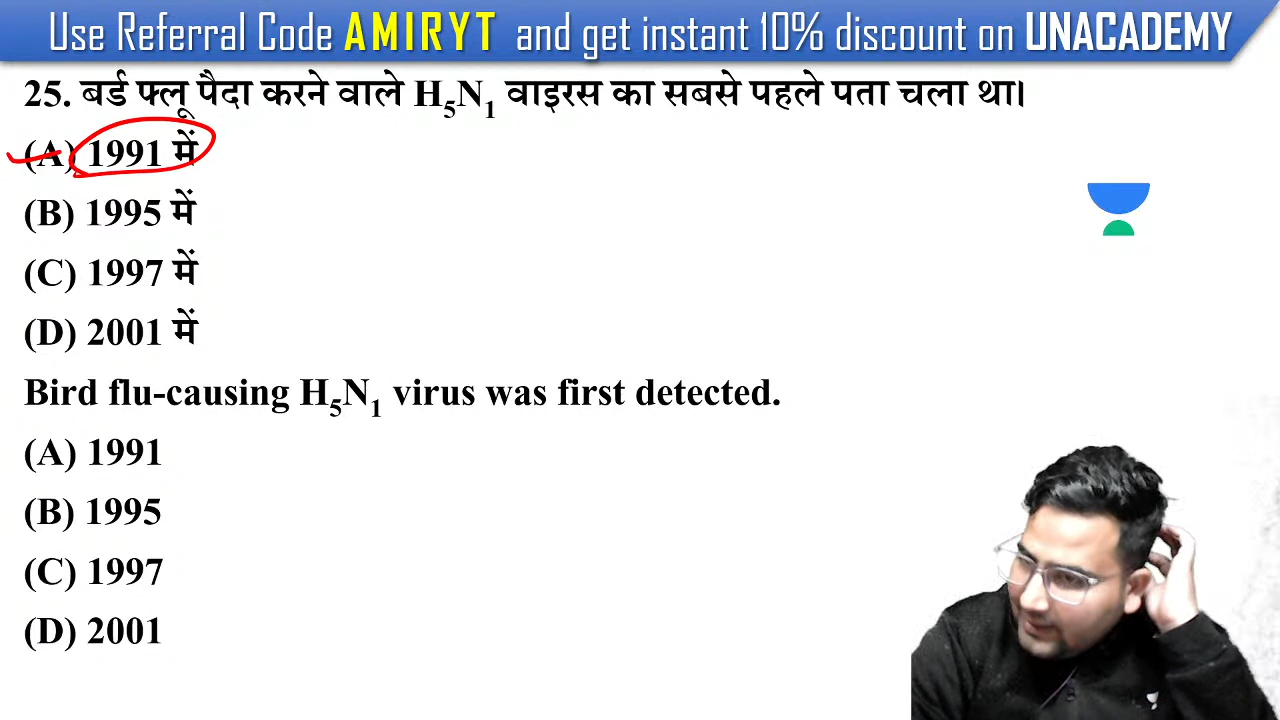 Use Referral Code AMIRYT and get instant 10% discount on UNACADEMY
25. बर्ड फ्लू पैदा करने वाले H₅N₁ वाइरस का सबसे पहले पता चला था।
(A) 1991 में
(B) 1995 में
(C) 1997 में
(D) 2001 में
Bird flu-causing H₅N₁ virus was first detected.
(A) 1991
(B) 1995
(C) 1997
(D) 2001